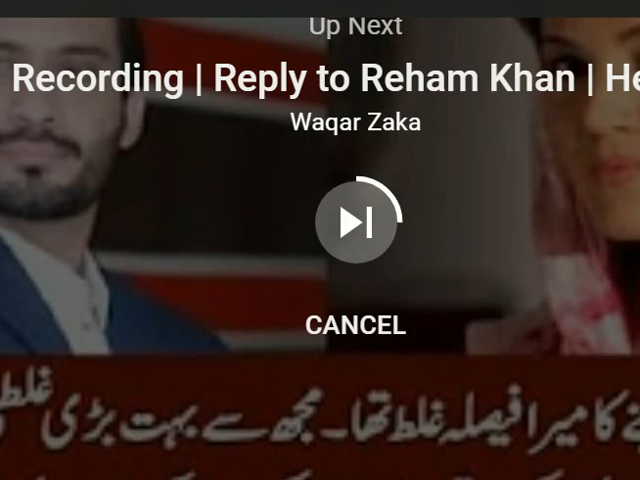 Up Next
Recording | Reply to Reham Khan | He
Waqar Zaka
CANCEL
کا میرا فیصلہ غلط تھا۔ مجھ سے بہت بڑی غلطی